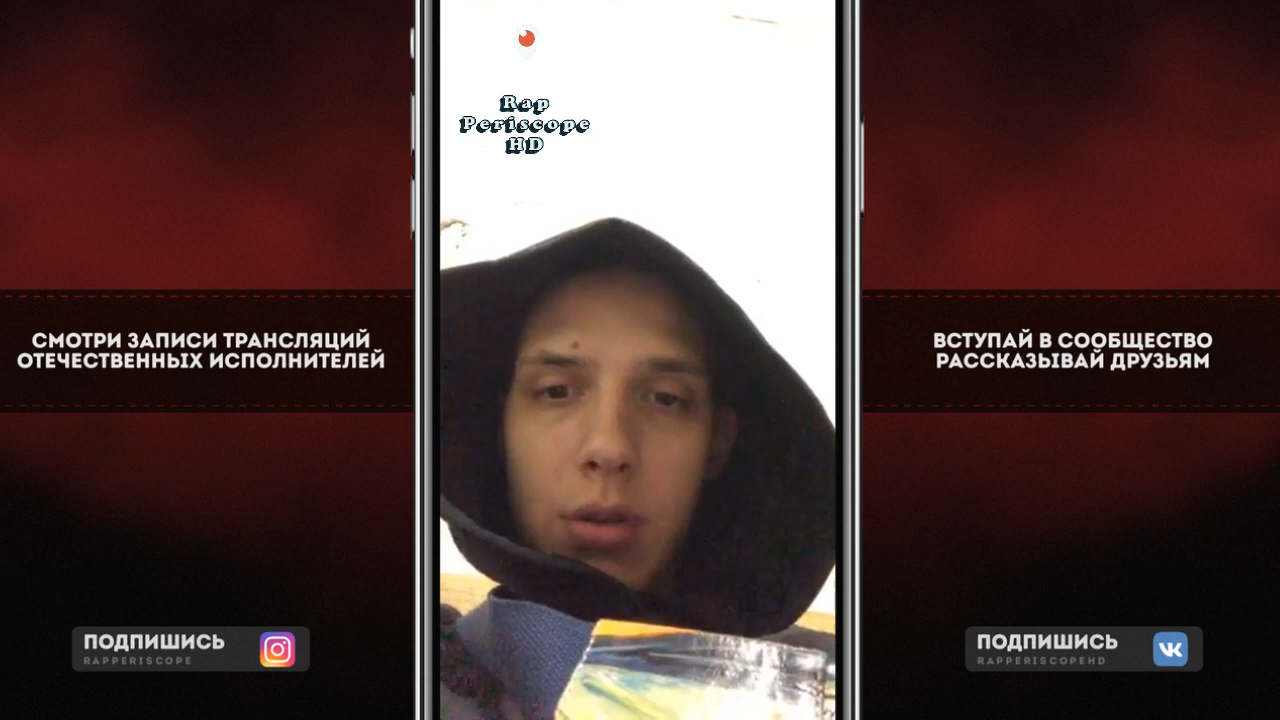 Rap
Periscope
HD
СМОТРИ ЗАПИСИ ТРАНСЛЯЦИЙ
ОТЕЧЕСТВЕННЫХ ИСПОЛНИТЕЛЕЙ
ВСТУПАЙ В СООБЩЕСТВО
РАССКАЗЫВАЙ ДРУЗЬЯМ
ПОДПИШИСЬ
RAPPERISCOPE
ПОДПИШИСЬ
RAPPERISCOPEHD